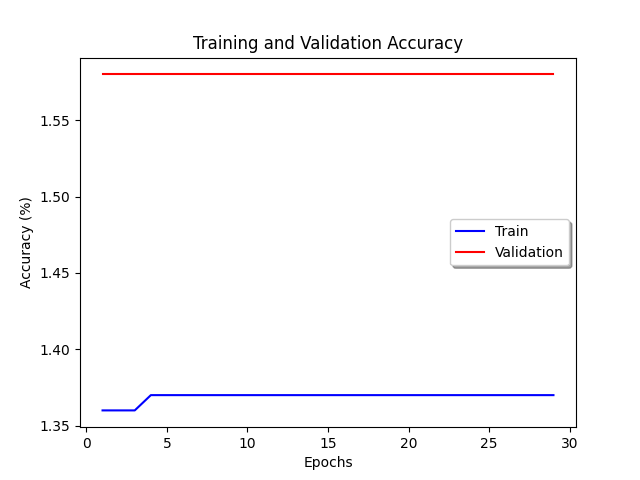 Training and Validation Accuracy
Accuracy (%)
1.55
1.50
1.45
1.40
1.35
Train
Validation
0 5 10 15 20 25 30
Epochs